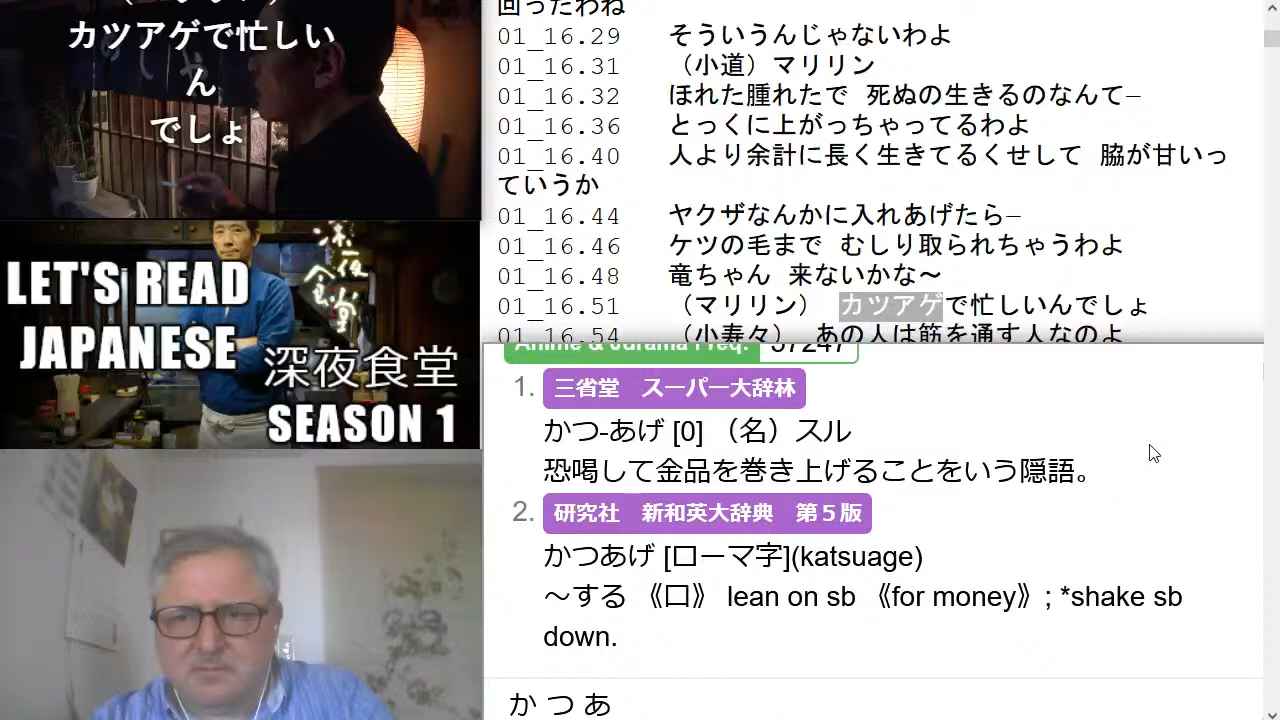 カツアゲで忙しい
ん
でしょ
LET'S READ
JAPANESE
深夜食堂
深夜食堂
SEASON 1
回ったわね
01_16.29 そういうんじゃないわよ
01_16.31 （小道）マリリン
01_16.32 ほれた腫れたで 死ぬの生きるのなんて―
01_16.36 とっくに上がっちゃってるわよ
01_16.40 人より余計に長く生きてるくせして 脇が甘いっ
ていうか
01_16.44 ヤクザなんかに入れあげたら―
01_16.46 ケツの毛まで むしり取られちゃうわよ
01_16.48 竜ちゃん 来ないかな～
01_16.51 （マリリン） カツアゲで忙しいんでしょ
01_16.54 （小寿々） あの人は筋を通す人なのよ
Anime & Jdrama Freq. 37247
1. 三省堂 スーパー大辞林
かつ-あげ [0] （名）スル
恐喝して金品を巻き上げることをいう隠語。
2. 研究社 新和英大辞典 第５版
かつあげ [ローマ字](katsuage)
～する 《口》 lean on sb 《for money》; *shake sb
down.
か つ あ